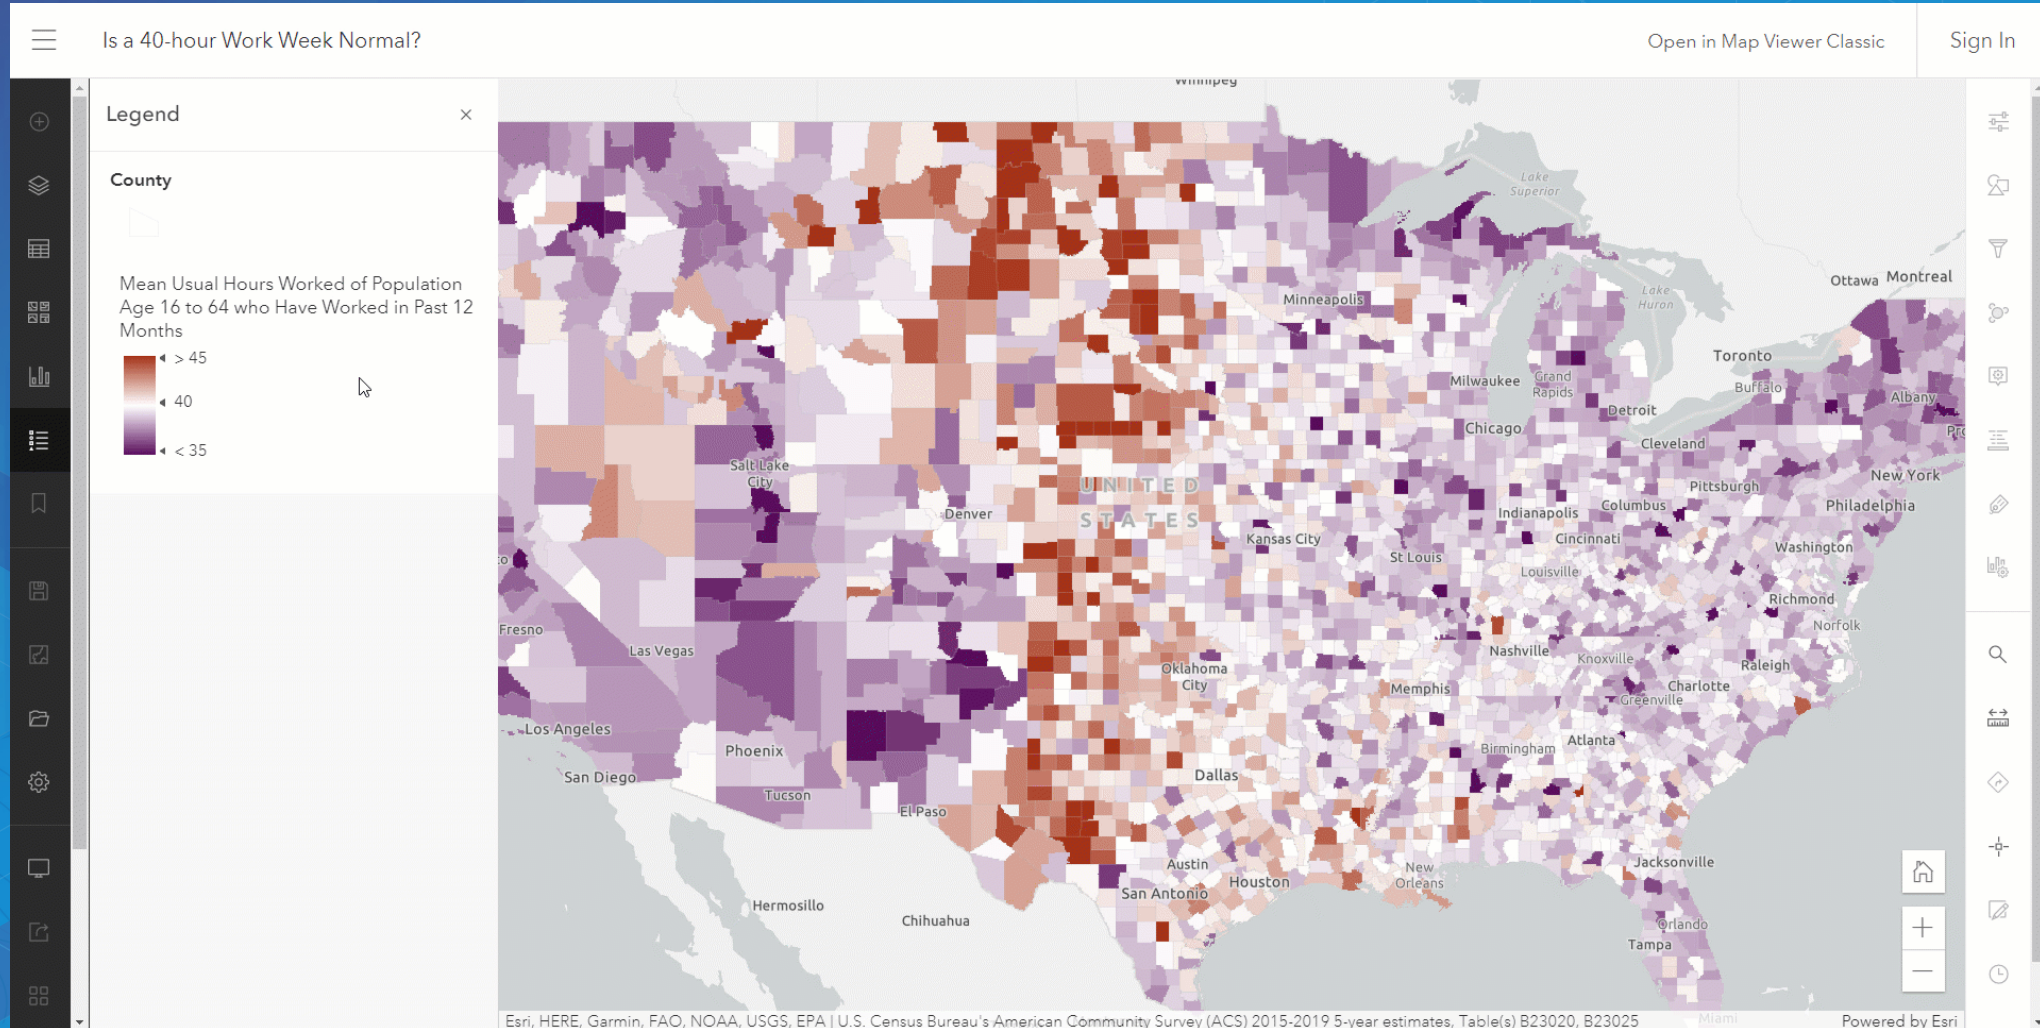 Is a 40-hour Work Week Normal?
Open in Map Viewer Classic
Sign In
Legend
County
Mean Usual Hours Worked of Population
Age 16 to 64 who Have Worked in Past 12
Months
> 45
40
< 35
Winnipeg
Lake
Superior
Ottawa
Montreal
Lake
Huron
Minneapolis
Toronto
Buffalo
Milwaukee
Grand
Rapids
Albany
Detroit
Chicago
Cleveland
Salt Lake
City
New York
UNITED
STATES
Pittsburgh
Philadelphia
Denver
Columbus
Indianapolis
Kansas City
Cincinnati
Washington
St Louis
Louisville
Richmond
Norfolk
Fresno
Las Vegas
Nashville
Knoxville
Raleigh
Oklahoma
City
Memphis
Charlotte
Greenville
Los Angeles
Phoenix
Birmingham
Atlanta
San Diego
Dallas
Tucson
El Paso
Austin
New
Orleans
Jacksonville
Houston
San Antonio
Hermosillo
Chihuahua
Orlando
Tampa
Miami
Esri, HERE, Garmin, FAO, NOAA, USGS, EPA | U.S. Census Bureau's American Community Survey (ACS) 2015-2019 5-year estimates, Table(s) B23020, B23025
Powered by Esri